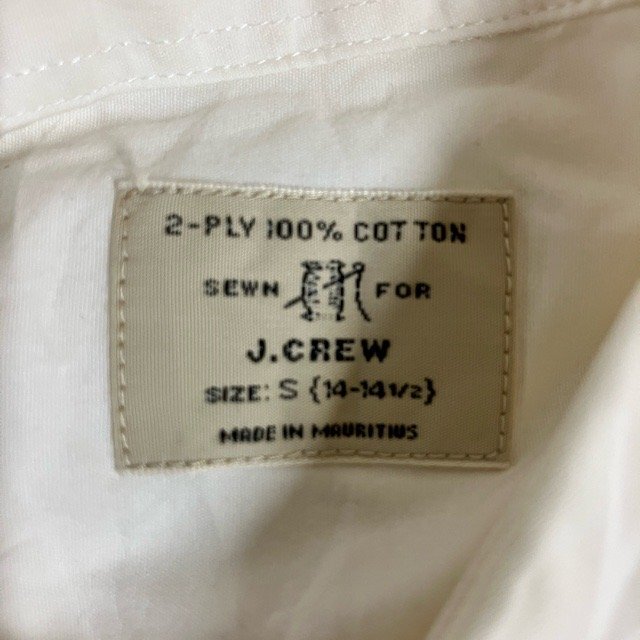 2-PLY 100% COTTON
SEWN FOR
J.CREW
SIZE: S {14-14 1/2}
MADE IN MAURITIUS